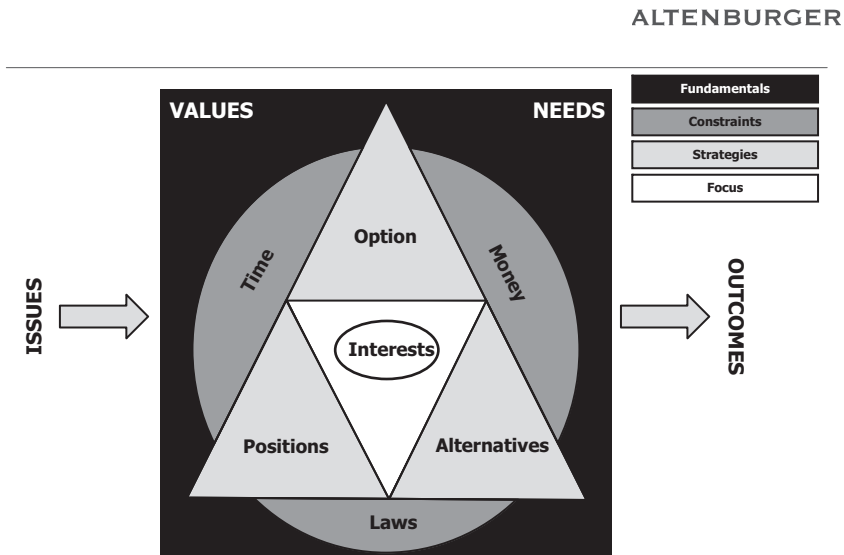 ALTENBURGER
VALUES
NEEDS
Fundamentals
Constraints
Strategies
Focus
Option
Time
Money
ISSUES
OUTCOMES
Interests
Positions
Alternatives
Laws